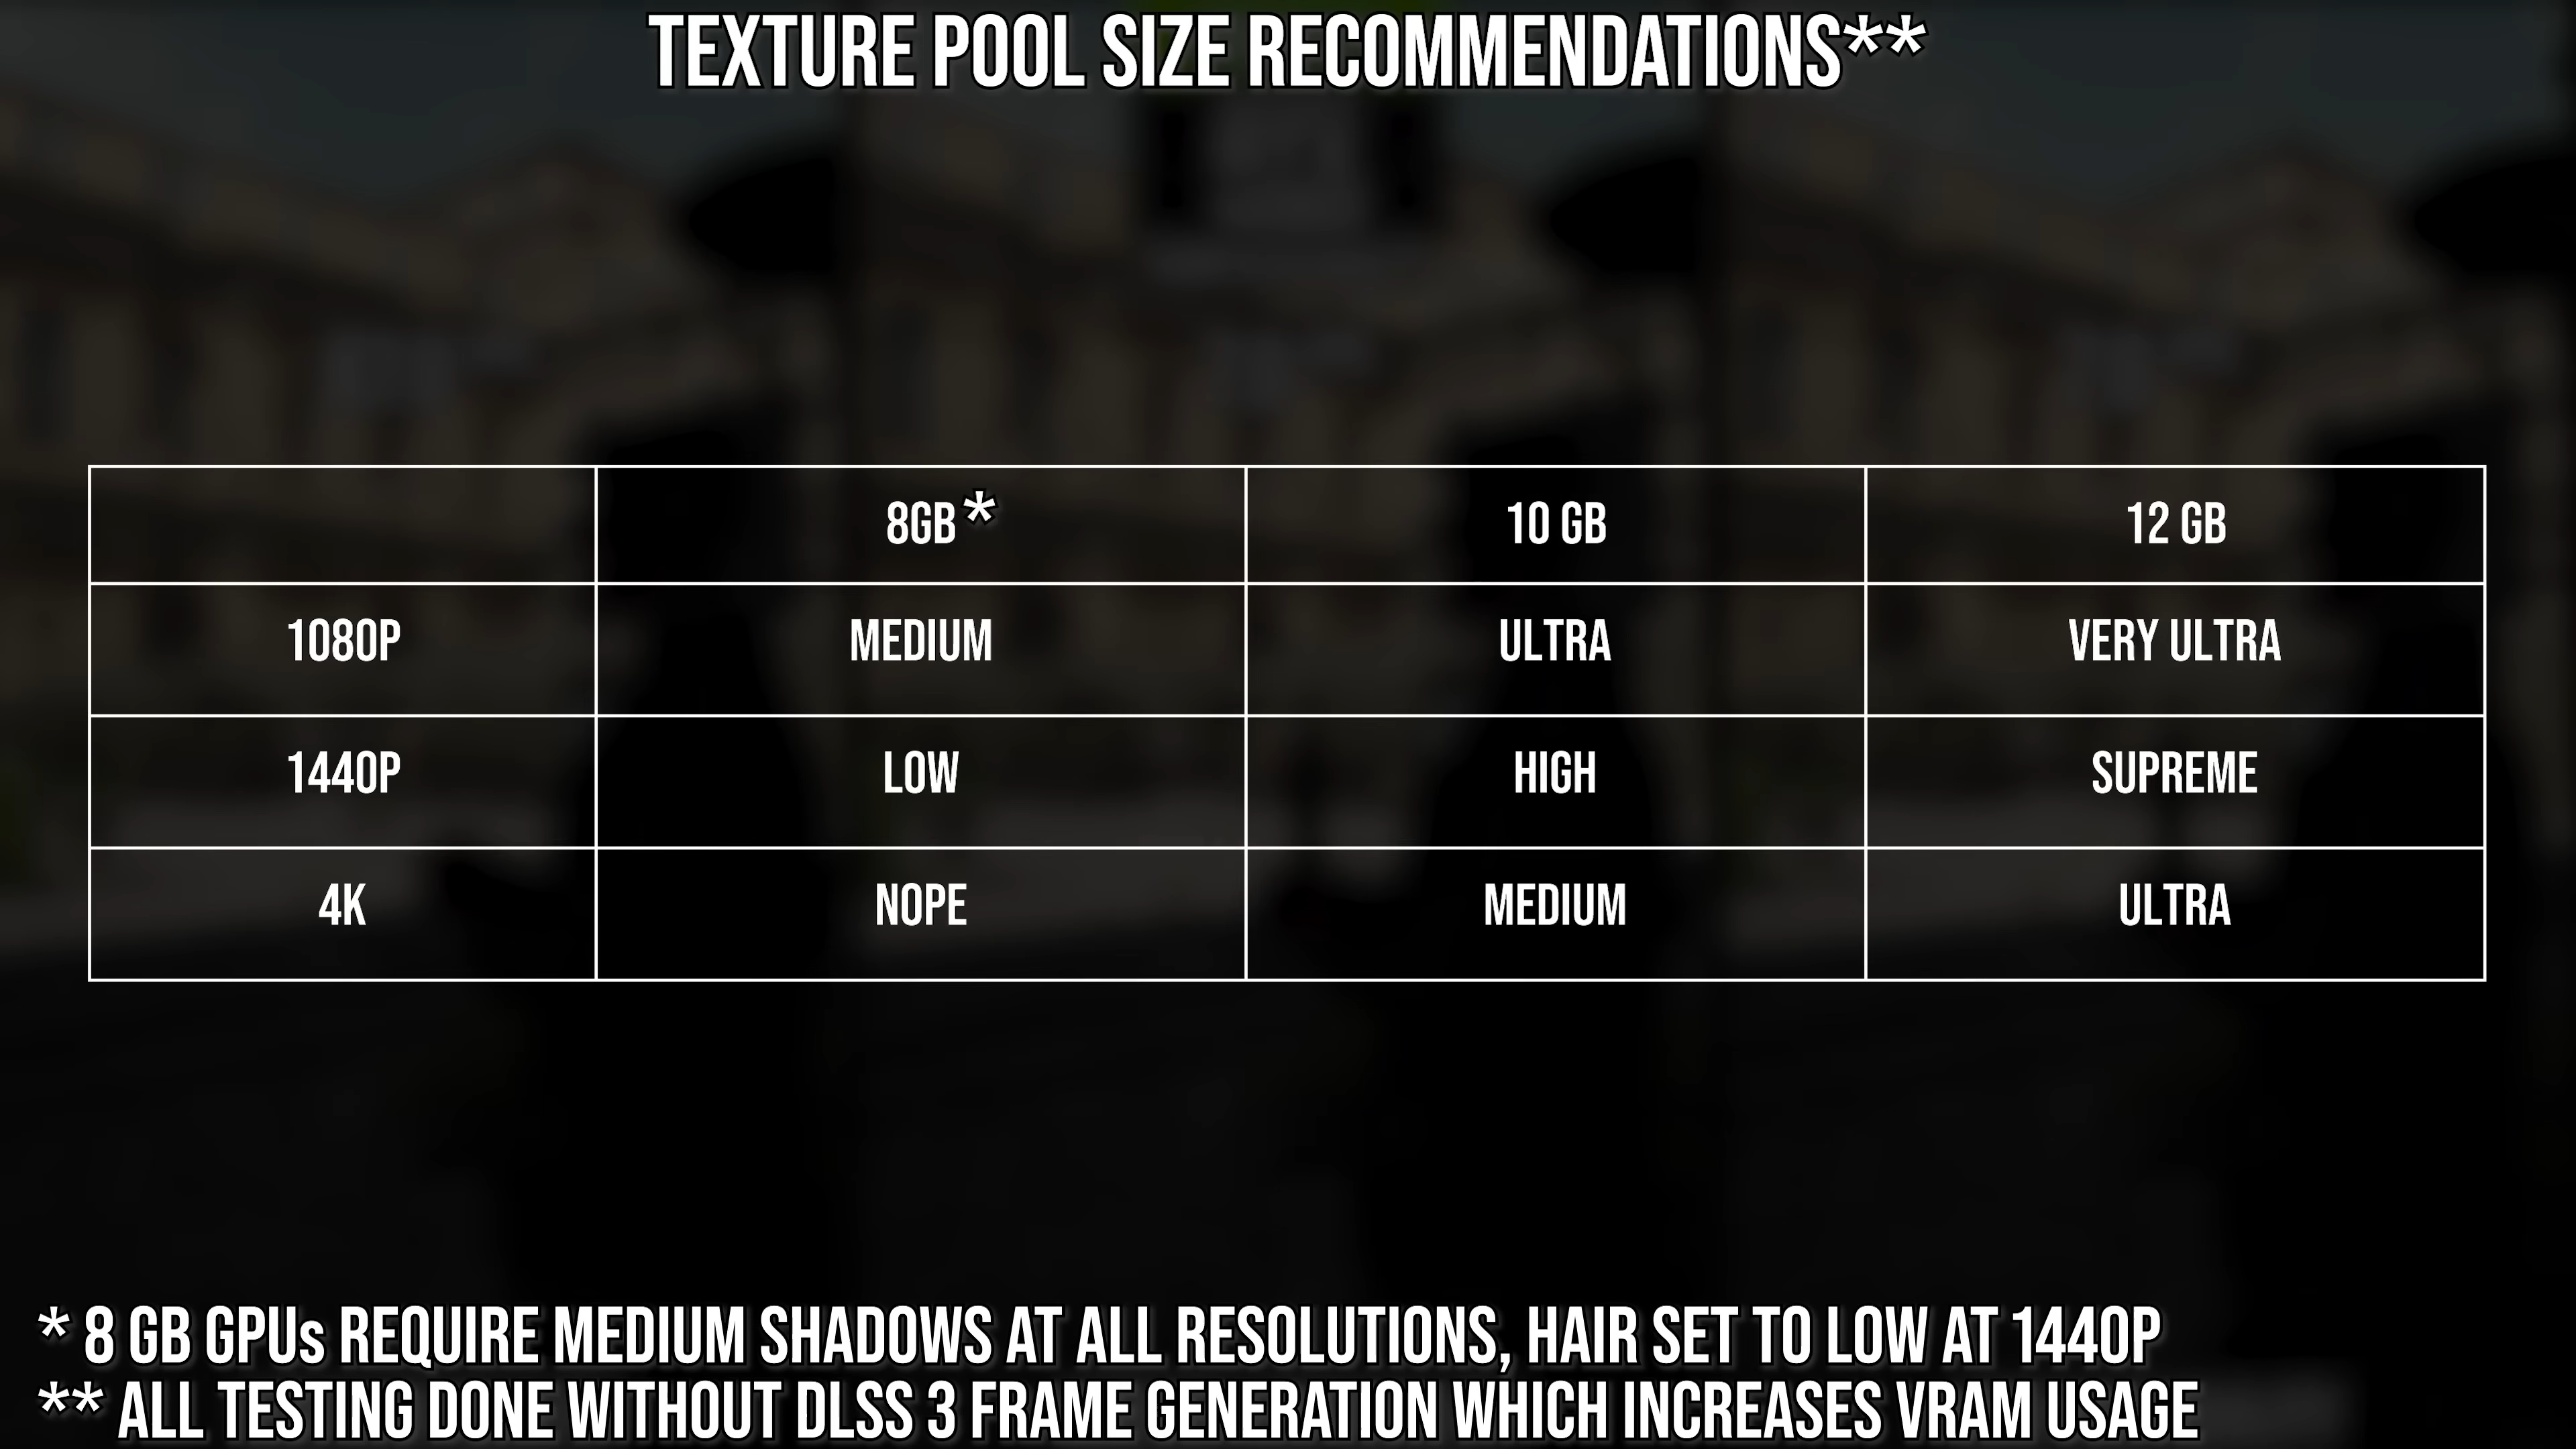 TEXTURE POOL SIZE RECOMMENDATIONS**
8GB* 10 GB 12 GB
1080P MEDIUM ULTRA VERY ULTRA
1440P LOW HIGH SUPREME
4K NOPE MEDIUM ULTRA
* 8 GB GPUs REQUIRE MEDIUM SHADOWS AT ALL RESOLUTIONS, HAIR SET TO LOW AT 1440P
** ALL TESTING DONE WITHOUT DLSS 3 FRAME GENERATION WHICH INCREASES VRAM USAGE